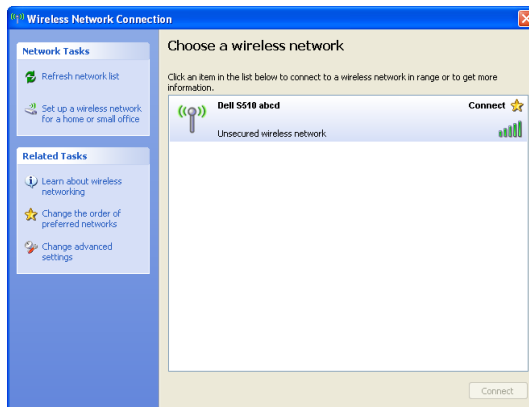 Wireless Network Connection
Network Tasks
Refresh network list
Set up a wireless network
for a home or small office
Related Tasks
Learn about wireless
networking
Change the order of
preferred networks
Change advanced
settings
Choose a wireless network
Click an item in the list below to connect to a wireless network in range or to get more
information.
Dell S510 abcd
Connect
Unsecured wireless network
Connect